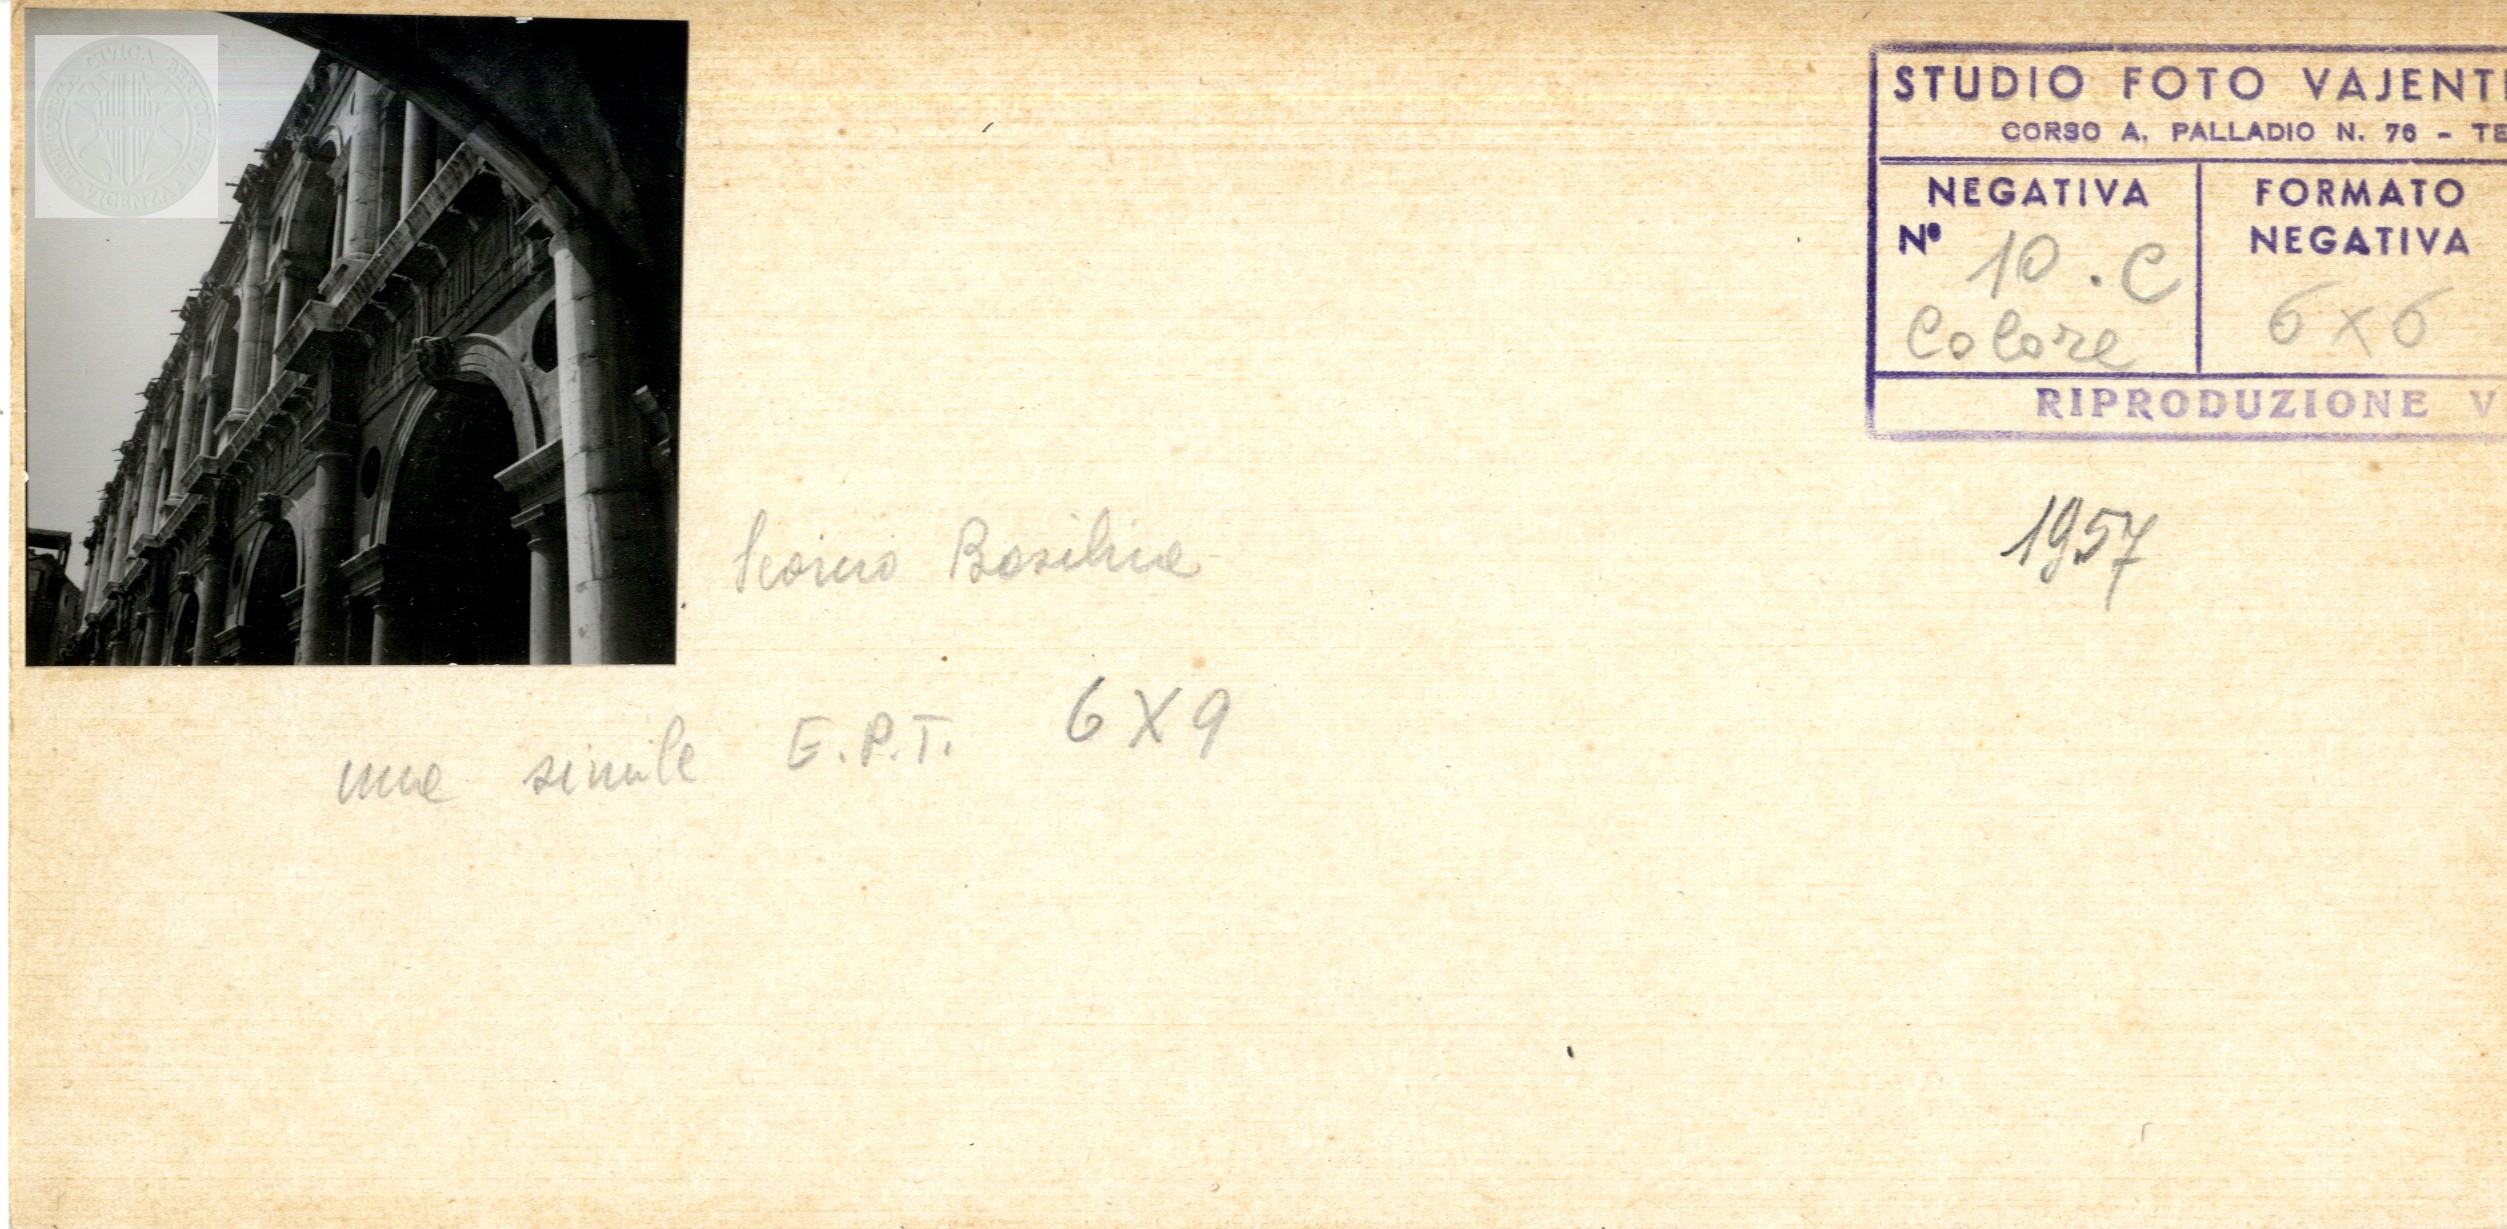 STUDIO FOTO VAJENTI
CORSO A. PALLADIO N. 76 - TE
NEGATIVA
Nº 10.C
Colore
FORMATO
NEGATIVA
6x6
RIPRODUZIONE V
Scorcio Basilica
1957
una simile E.P.T. 6X9